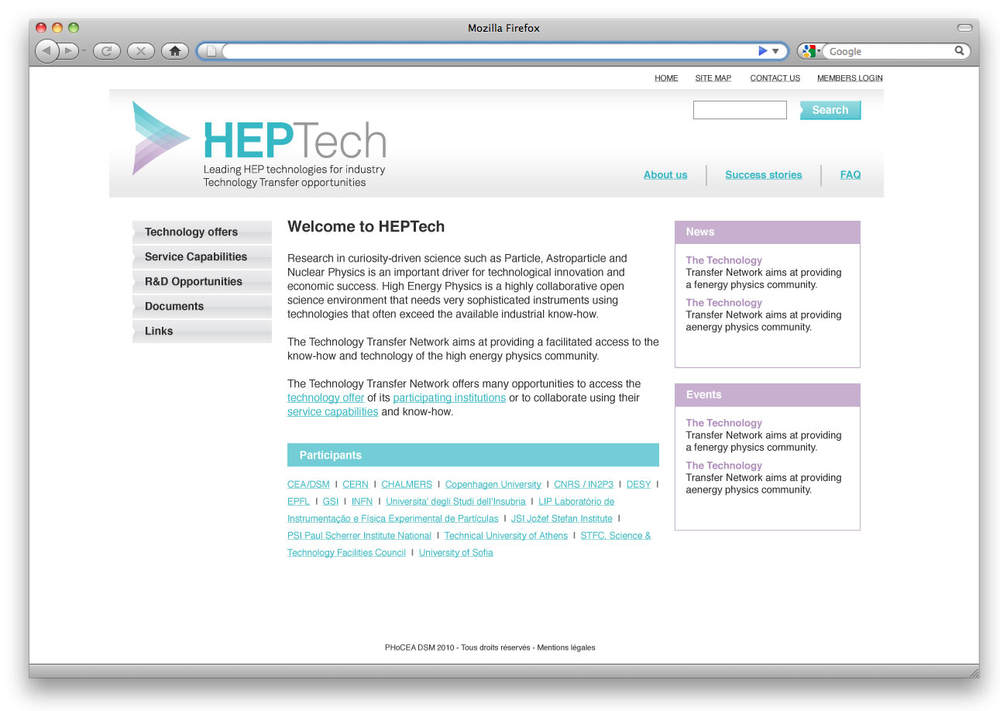 Mozilla Firefox
Google
HOME SITE MAP CONTACT US MEMBERS LOGIN
Search
HEPTech
Leading HEP technologies for industry
Technology Transfer opportunities
About us Success stories FAQ
Technology offers
Service Capabilities
R&D Opportunities
Documents
Links
Welcome to HEPTech
Research in curiosity-driven science such as Particle, Astroparticle and
Nuclear Physics is an important driver for technological innovation and
economic success. High Energy Physics is a highly collaborative open
science environment that needs very sophisticated instruments using
technologies that often exceed the available industrial know-how.
The Technology Transfer Network aims at providing a facilitated access to the
know-how and technology of the high energy physics community.
The Technology Transfer Network offers many opportunities to access the
technology offer of its participating institutions or to collaborate using their
service capabilities and know-how.
Participants
CEA/DSM I CERN I CHALMERS I Copenhagen University I CNRS / IN2P3 I DESY I
EPFL I GSI I INFN I Universita' degli Studi dell'Insubria I LIP Laboratório de
Instrumentação e Física Experimental de Partículas I JSI Jožef Stefan Institute I
PSI Paul Scherrer Institute National I Technical University of Athens I STFC, Science &
Technology Facilities Council I University of Sofia
News
The Technology
Transfer Network aims at providing
a fenergy physics community.
The Technology
Transfer Network aims at providing
aenergy physics community.
Events
The Technology
Transfer Network aims at providing
a fenergy physics community.
The Technology
Transfer Network aims at providing
aenergy physics community.
PHoCEA DSM 2010 - Tous droits réservés - Mentions légales